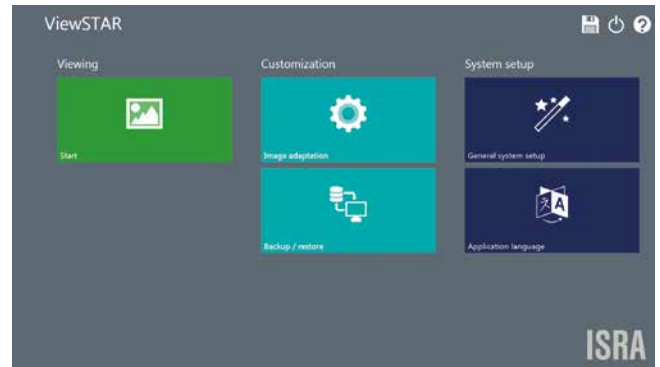 ViewSTAR
Viewing
Customization
System setup
Start
Image adaptation
General system setup
Backup / restore
Application language
ISRA